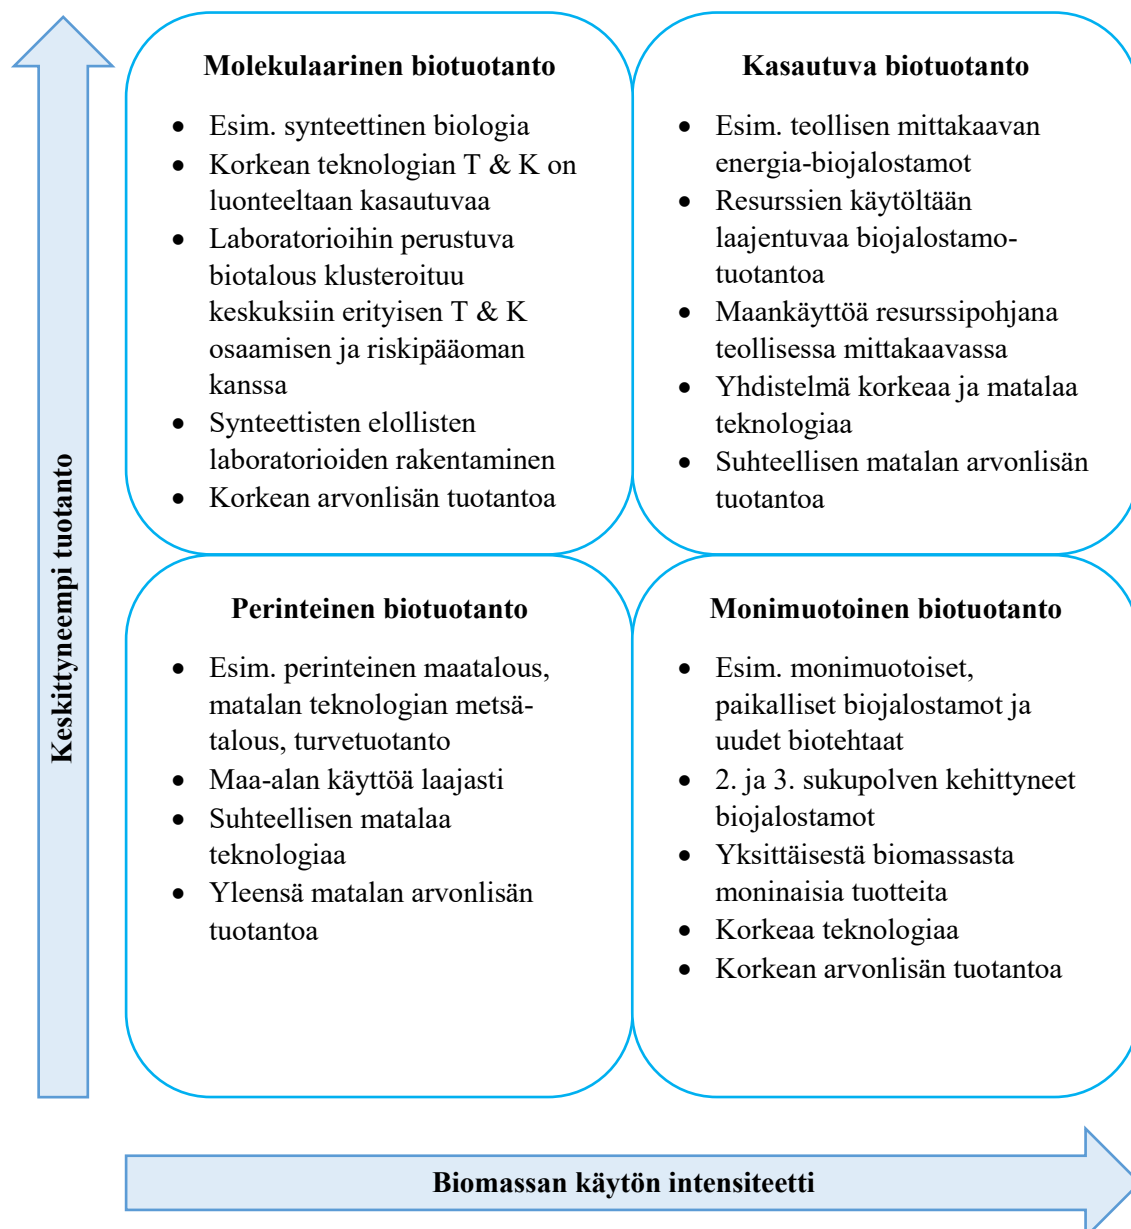 Keskittyneempi tuotanto
Molekulaarinen biotuotanto
• Esim. synteettinen biologia
• Korkean teknologian T & K on
luonteeltaan kasautuvaa
• Laboratorioihin perustuva
biotalous klusteroituu
keskuksiin erityisen T & K
osaamisen ja riskipääoman
kanssa
• Synteettisten elollisten
laboratorioiden rakentaminen
• Korkean arvonlisän tuotantoa
Kasautuva biotuotanto
• Esim. teollisen mittakaavan
energia-biojalostamot
• Resurssien käytöltään
laajentuvaa biojalostamo-
tuotantoa
• Maankäyttöä resurssipohjana
teollisessa mittakaavassa
• Yhdistelmä korkeaa ja matalaa
teknologiaa
• Suhteellisen matalan arvonlisän
tuotantoa
Perinteinen biotuotanto
• Esim. perinteinen maatalous,
matalan teknologian metsä-
talous, turvetuotanto
• Maa-alan käyttöä laajasti
• Suhteellisen matalaa
teknologiaa
• Yleensä matalan arvonlisän
tuotantoa
Monimuotoinen biotuotanto
• Esim. monimuotoiset,
paikalliset biojalostamot ja
uudet biotehtaat
• 2. ja 3. sukupolven kehittyneet
biojalostamot
• Yksittäisestä biomassasta
moninaisia tuotteita
• Korkeaa teknologiaa
• Korkean arvonlisän tuotantoa
Biomassan käytön intensiteetti